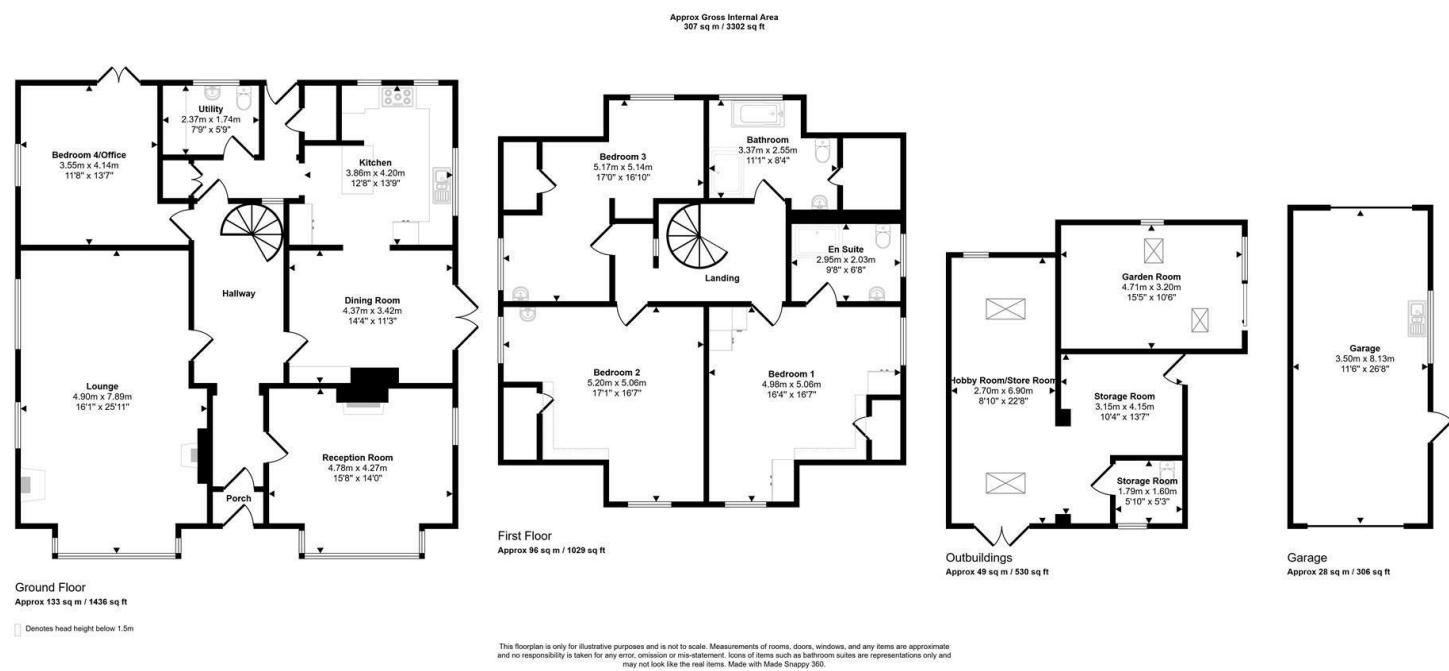 Approx Gross Internal Area
307 sq m / 3302 sq ft
Utility
2.37m x 1.74m
7'9" x 5'9"
Bedroom 4/Office
3.55m x 4.14m
11'8" x 13'7"
Kitchen
3.86m x 4.20m
12'8" x 13'9"
Hallway
Dining Room
4.37m x 3.42m
14'4" x 11'3"
Lounge
4.90m x 7.89m
16'1" x 25'11"
Reception Room
4.78m x 4.27m
15'8" x 14'0"
Porch
Ground Floor
Approx 133 sq m / 1436 sq ft
Denotes head height below 1.5m
Bedroom 3
5.17m x 5.14m
17'0" x 16'10"
Bathroom
3.37m x 2.55m
11'1" x 8'4"
En Suite
2.95m x 2.03m
9'8" x 6'8"
Landing
Bedroom 2
5.20m x 5.06m
17'1" x 16'7"
Bedroom 1
4.98m x 5.06m
16'4" x 16'7"
First Floor
Approx 96 sq m / 1029 sq ft
Garden Room
4.71m x 3.20m
15'5" x 10'6"
Hobby Room/Store Room
2.70m x 6.90m
8'10" x 22'8"
Storage Room
3.15m x 4.15m
10'4" x 13'7"
Storage Room
1.79m x 1.60m
5'10" x 5'3"
Outbuildings
Approx 49 sq m / 530 sq ft
Garage
3.50m x 8.13m
11'6" x 26'8"
Garage
Approx 28 sq m / 306 sq ft
This floorplan is only for illustrative purposes and is not to scale. Measurements of rooms, doors, windows, and any items are approximate
and no responsibility is taken for any error, omission or mis-statement. Icons of items such as bathroom suites are representations only and
may not look like the real items. Made with Made Snappy 360.